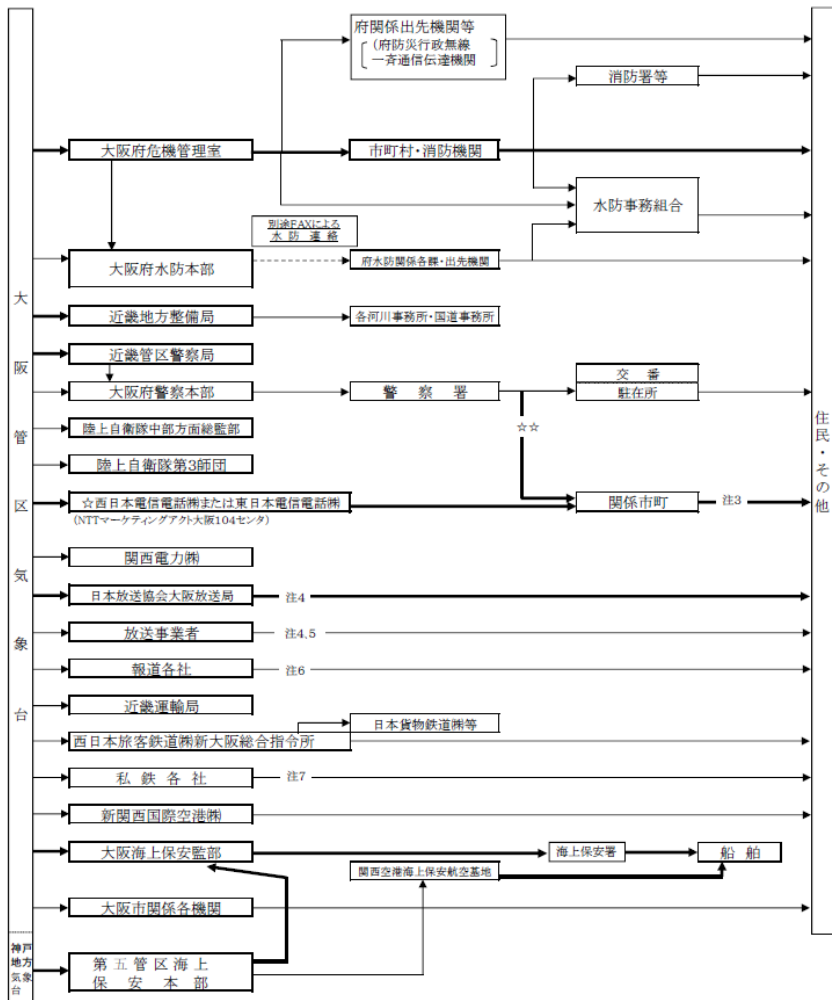 府関係出先機関等
(府防災行政無線
一斉通信伝達機関
消防署等
大阪府危機管理室
市町村・消防機関
水防事務組合
別途FAXによる
水防連絡
大阪府水防本部
府水防関係各課・出先機関
近畿地方整備局
各河川事務所・国道事務所
近畿管区警察局
大阪府警察本部
警察署
交番
駐在所
☆☆
陸上自衛隊中部方面総監部
陸上自衛隊第3師団
☆西日本電信電話㈱または東日本電信電話㈱
(NTTマーケティングアクト大阪104センタ)
関係市町
注3
関西電力㈱
日本放送協会大阪放送局
注4
放送事業者
注4,5
報道各社
注6
近畿運輸局
日本貨物鉄道㈱等
西日本旅客鉄道㈱新大阪総合指令所
私鉄各社
注7
新関西国際空港㈱
大阪海上保安監部
海上保安署
船舶
関西空港海上保安航空基地
大阪市関係各機関
第五管区海上
保安本部
大阪管区気象台
神戸
地方
気象
台
住民・その他